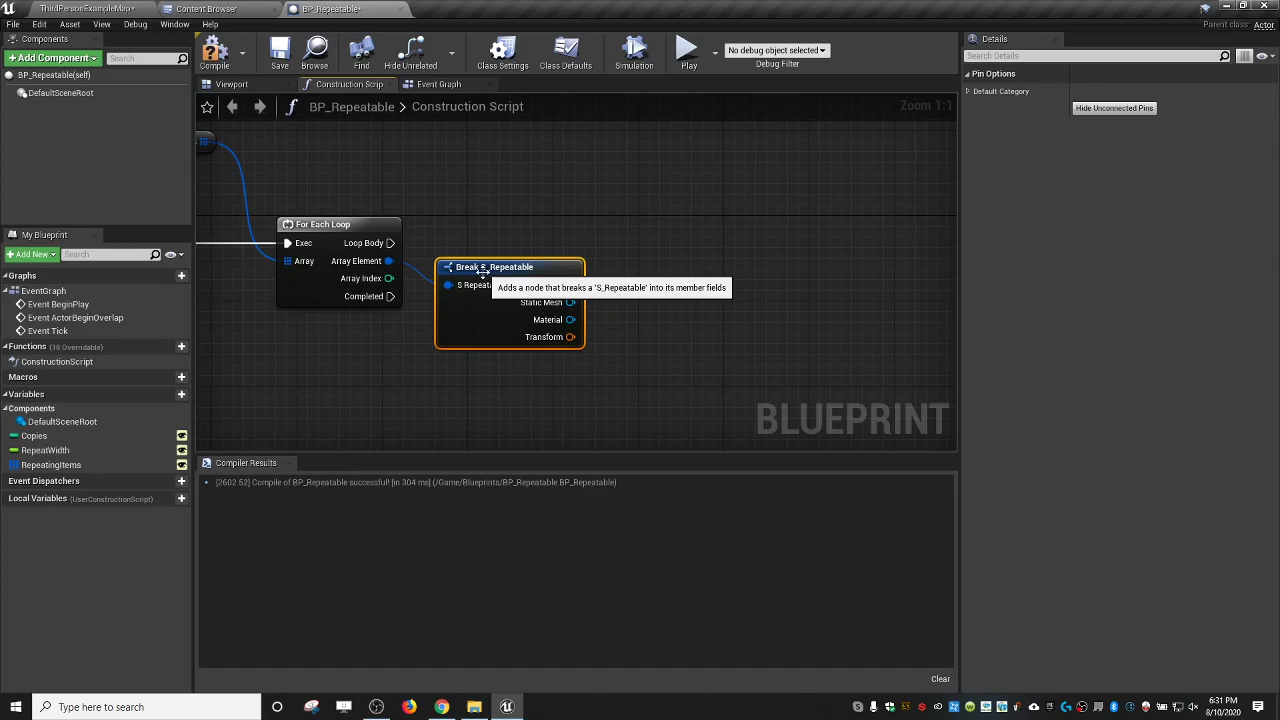 ThirdPersonExampleMap*
Content Browser
BP_Repeatable*
File Edit Asset View Debug Window Help
Parent class: Actor
Components
+ Add Component
Search
BP_Repeatable(self)
DefaultSceneRoot
My Blueprint
+ Add New
Search
Graphs
EventGraph
Event BeginPlay
Event ActorBeginOverlap
Event Tick
Functions (18 Overridable)
ConstructionScript
Macros
Variables
Components
DefaultSceneRoot
Copies
RepeatWidth
RepeatingItems
Event Dispatchers
Local Variables (UserConstructionScript)
Compile
Save
Browse
Find
Hide Unrelated
Class Settings
Class Defaults
Simulation
Play
No debug object selected
Debug Filter
Viewport
Construction Scrip
Event Graph
BP_Repeatable > Construction Script
Zoom 1:1
For Each Loop
Exec Loop Body
Array Array Element
Array Index
Completed
Break S_Repeatable
S Repeata
Adds a node that breaks a 'S_Repeatable' into its member fields
Static Mesh
Material
Transform
BLUEPRINT
Compiler Results
[2602.52] Compile of BP_Repeatable successful! [in 304 ms] (/Game/Blueprints/BP_Repeatable.BP_Repeatable)
Clear
Details
Search Details
Pin Options
Default Category
Hide Unconnected Pins
Type here to search
6:31 PM
8/10/2020